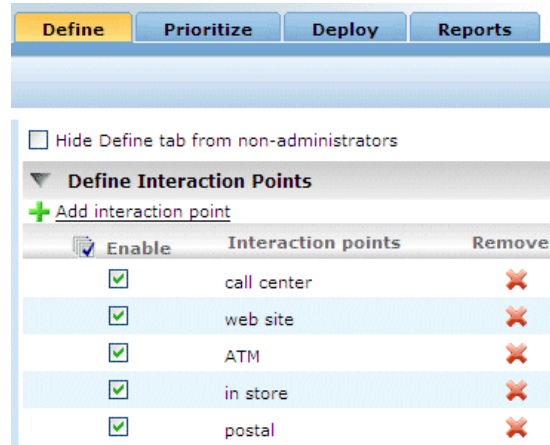 Define Prioritize Deploy Reports
Hide Define tab from non-administrators
Define Interaction Points
Add interaction point
Enable Interaction points Remove
call center
web site
ATM
in store
postal